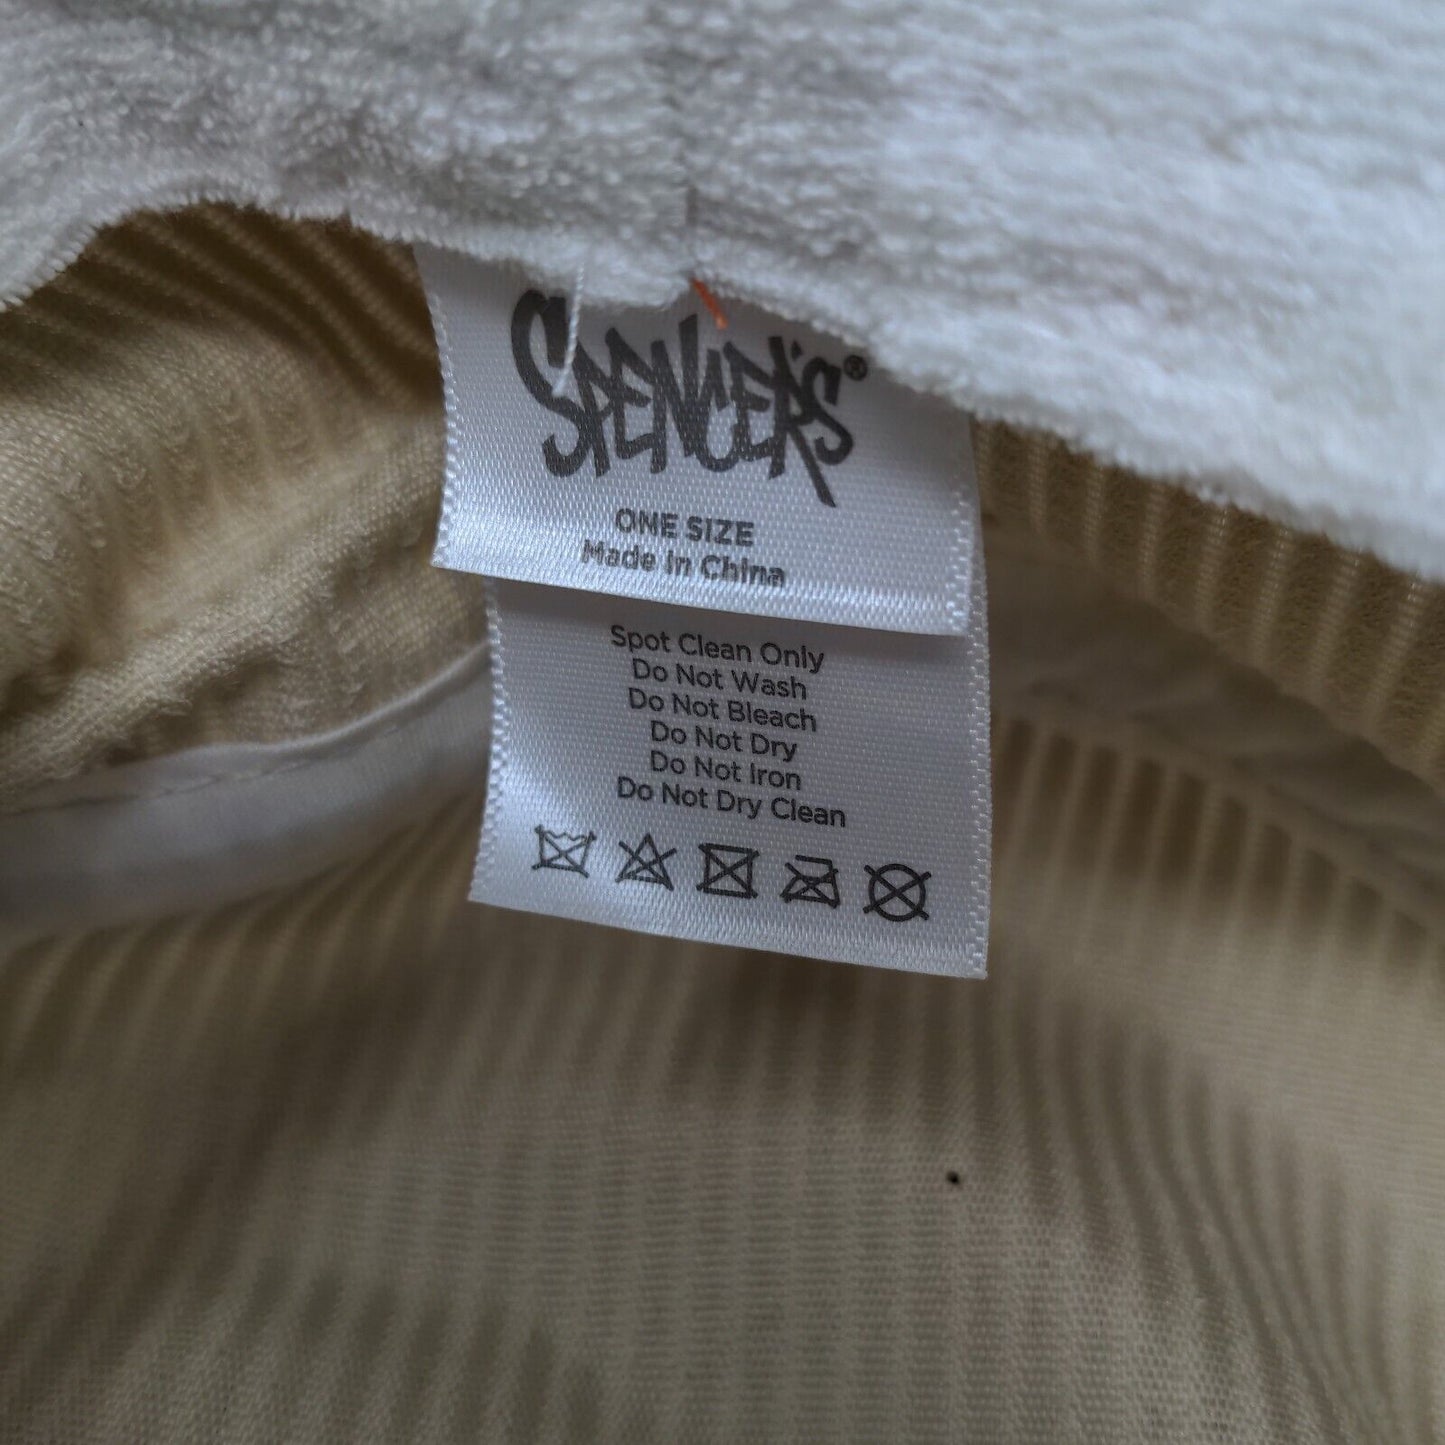 SPENCER'S®
ONE SIZE
Made In China
Spot Clean Only
Do Not Wash
Do Not Bleach
Do Not Dry
Do Not Iron
Do Not Dry Clean